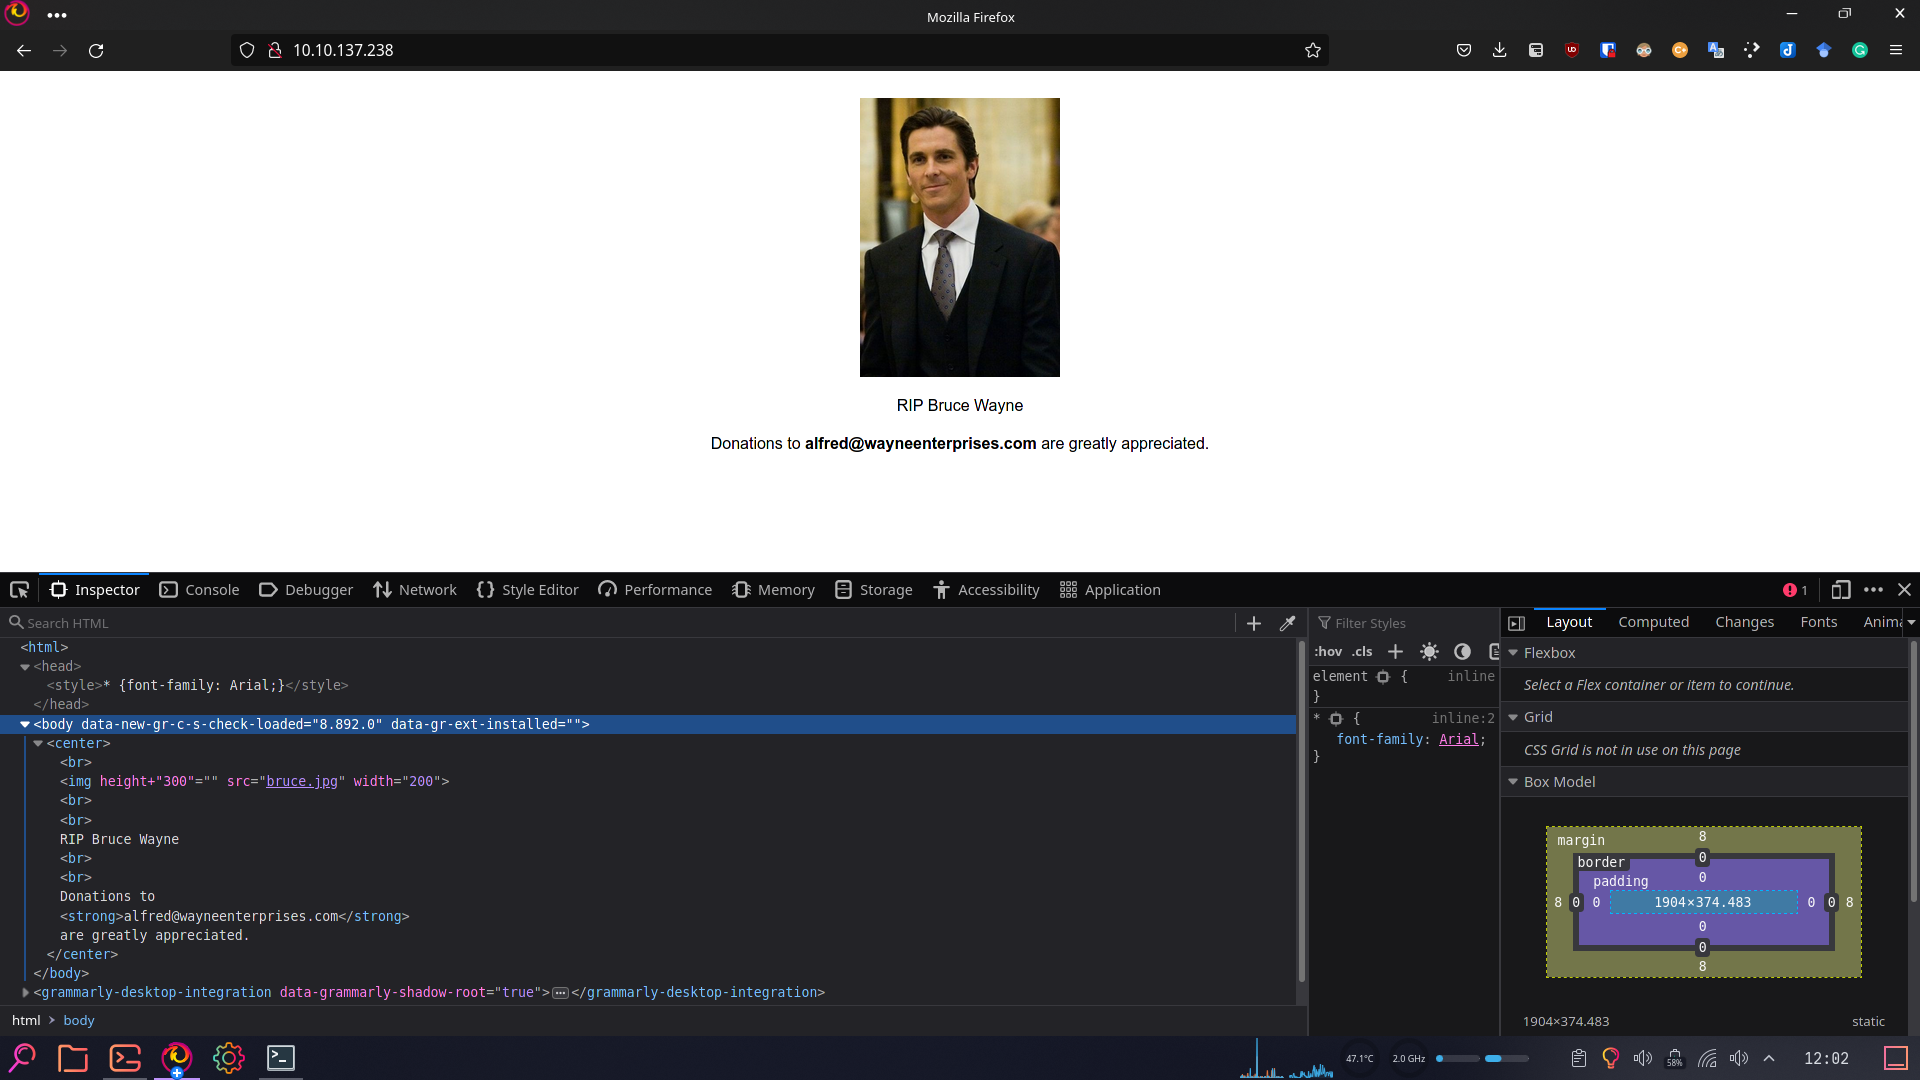 Mozilla Firefox
10.10.137.238
RIP Bruce Wayne
Donations to alfred@wayneenterprises.com are greatly appreciated.
Inspector Console Debugger Network Style Editor Performance Memory Storage Accessibility Application 1
Search HTML
<html>
<head>
<style>* {font-family: Arial;}</style>
</head>
<body data-new-gr-c-s-check-loaded="8.892.0" data-gr-ext-installed="">
<center>
<br>
<img height+"300"="" src="bruce.jpg" width="200">
<br>
<br>
RIP Bruce Wayne
<br>
<br>
Donations to
<strong>alfred@wayneenterprises.com</strong>
are greatly appreciated.
</center>
</body>
<grammarly-desktop-integration data-grammarly-shadow-root="true"></grammarly-desktop-integration>
html > body
Filter Styles
:hov .cls
element { inline
}
* { inline:2
font-family: Arial;
}
Layout Computed Changes Fonts Anima
Flexbox
Select a Flex container or item to continue.
Grid
CSS Grid is not in use on this page
Box Model
margin 8
border 0
padding 0
8 0 0 1904×374.483 0 0 8
0
0
8
1904×374.483 static
47.1°C 2.0 GHz 58% 12:02